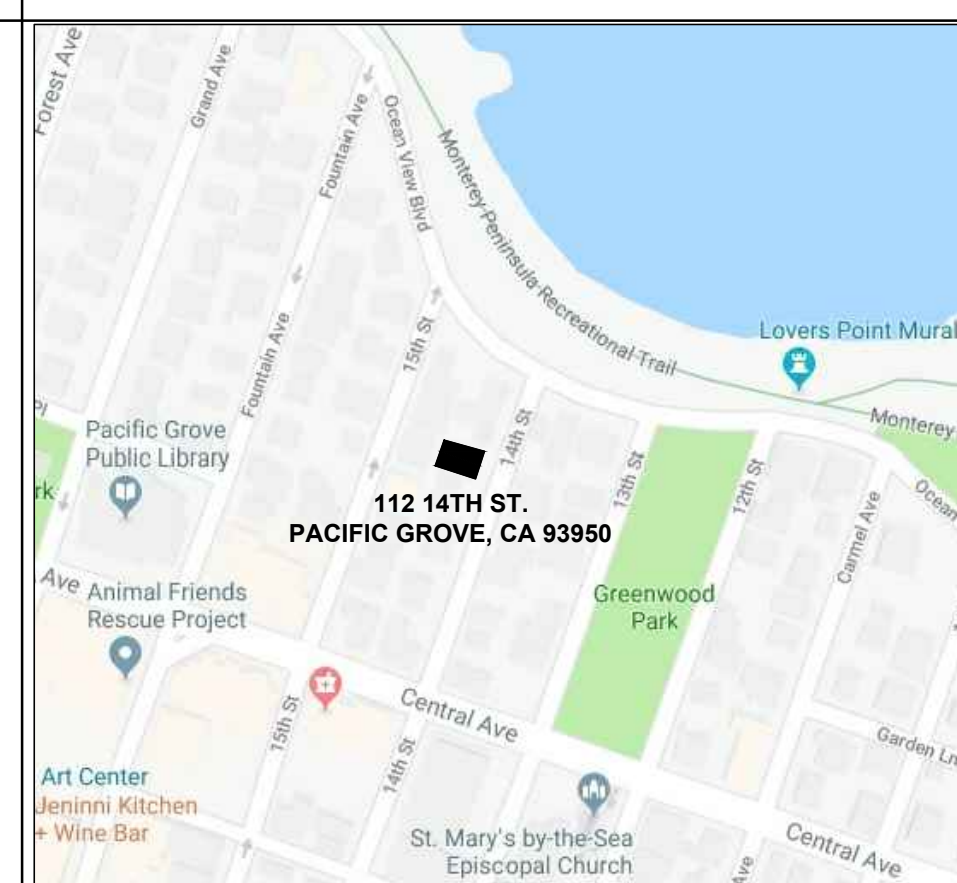 Forest Ave
Grand Ave
Fountain Ave
Ocean View Blvd
Monterey Peninsula Recreational Trail
Lovers Point Mural
Monterey
15th St
Fountain Ave
14th St
Pl
Pacific Grove
Public Library
rk
112 14TH ST.
PACIFIC GROVE, CA 93950
13th St
12th St
Carmel Ave
Ocean
Ave
Animal Friends
Rescue Project
Greenwood
Park
Central Ave
15th St
14th St
Garden Ln
Art Center
Jeninni Kitchen
+ Wine Bar
St. Mary's by-the-Sea
Episcopal Church
Central Ave
Ave